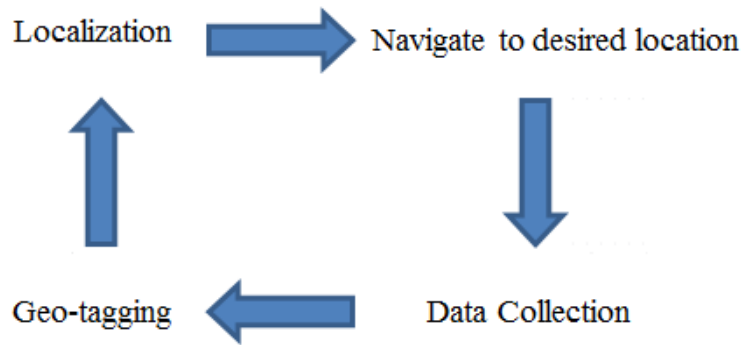 Localization
Navigate to desired location
Geo-tagging
Data Collection